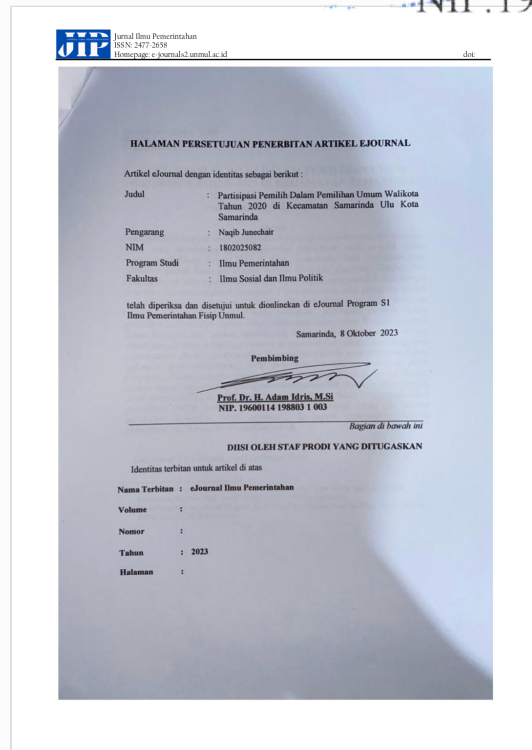 NIP. 19
JIP
Jurnal Ilmu Pemerintahan
ISSN: 2477-2658
Homepage: e-journals2.unmul.ac.id doi:
HALAMAN PERSETUJUAN PENERBITAN ARTIKEL EJOURNAL
Artikel eJournal dengan identitas sebagai berikut :
Judul : Partisipasi Pemilih Dalam Pemilihan Umum Walikota
Tahun 2020 di Kecamatan Samarinda Ulu Kota
Samarinda
Pengarang : Naqib Junechair
NIM : 1802025082
Program Studi : Ilmu Pemerintahan
Fakultas : Ilmu Sosial dan Ilmu Politik
telah diperiksa dan disetujui untuk dionlinekan di eJournal Program S1
Ilmu Pemerintahan Fisip Unmul.
Samarinda, 8 Oktober 2023
Pembimbing
Prof. Dr. H. Adam Idris, M.Si
NIP. 19600114 198803 1 003
Bagian di bawah ini
DIISI OLEH STAF PRODI YANG DITUGASKAN
Identitas terbitan untuk artikel di atas
Nama Terbitan : eJournal Ilmu Pemerintahan
Volume :
Nomor :
Tahun : 2023
Halaman :